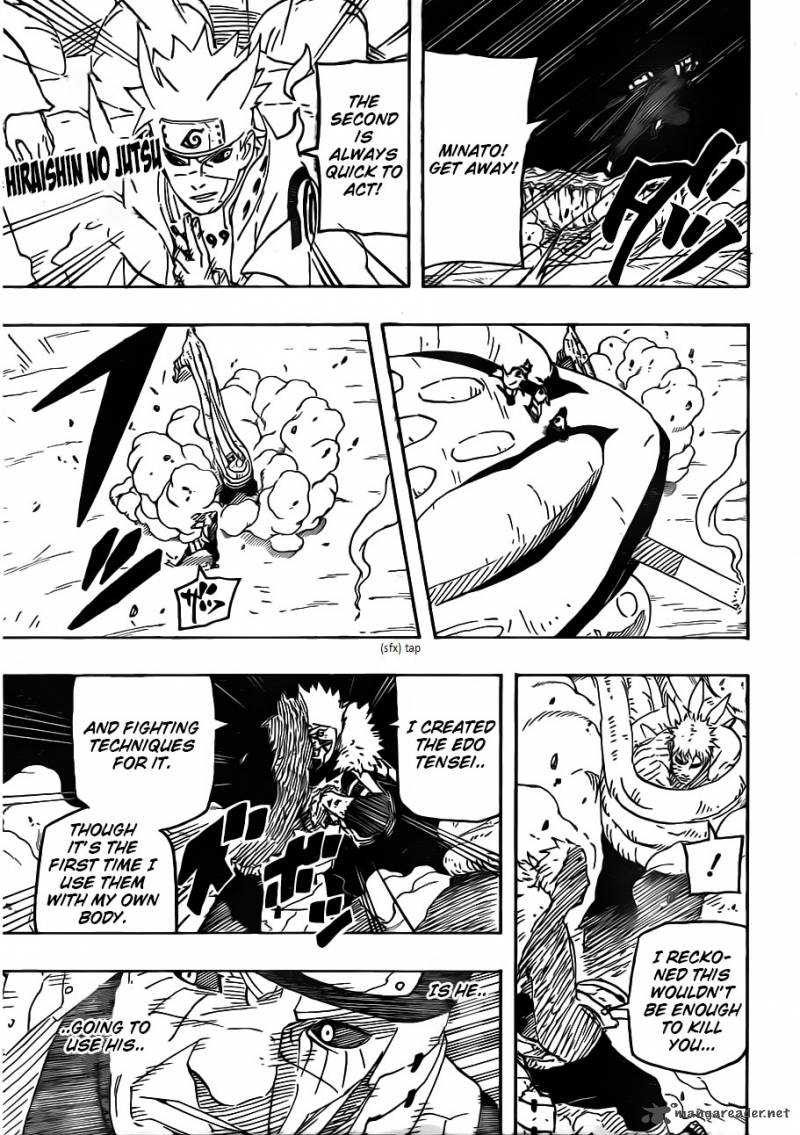 MINATO!
GET AWAY!
ダッ
THE
SECOND IS
ALWAYS
QUICK TO
ACT!
HIRAISHIN NO JUTSU
(sfx) tap
!
I RECKO-
NED THIS
WOULDN'T
BE ENOUGH
TO KILL
YOU...
I CREATED
THE EDO
TENSEI..
AND FIGHTING
TECHNIQUES
FOR IT.
THOUGH
IT'S THE
FIRST TIME I
USE THEM
WITH MY OWN
BODY.
IS HE..
..GOING TO
USE HIS..
mangareader.net